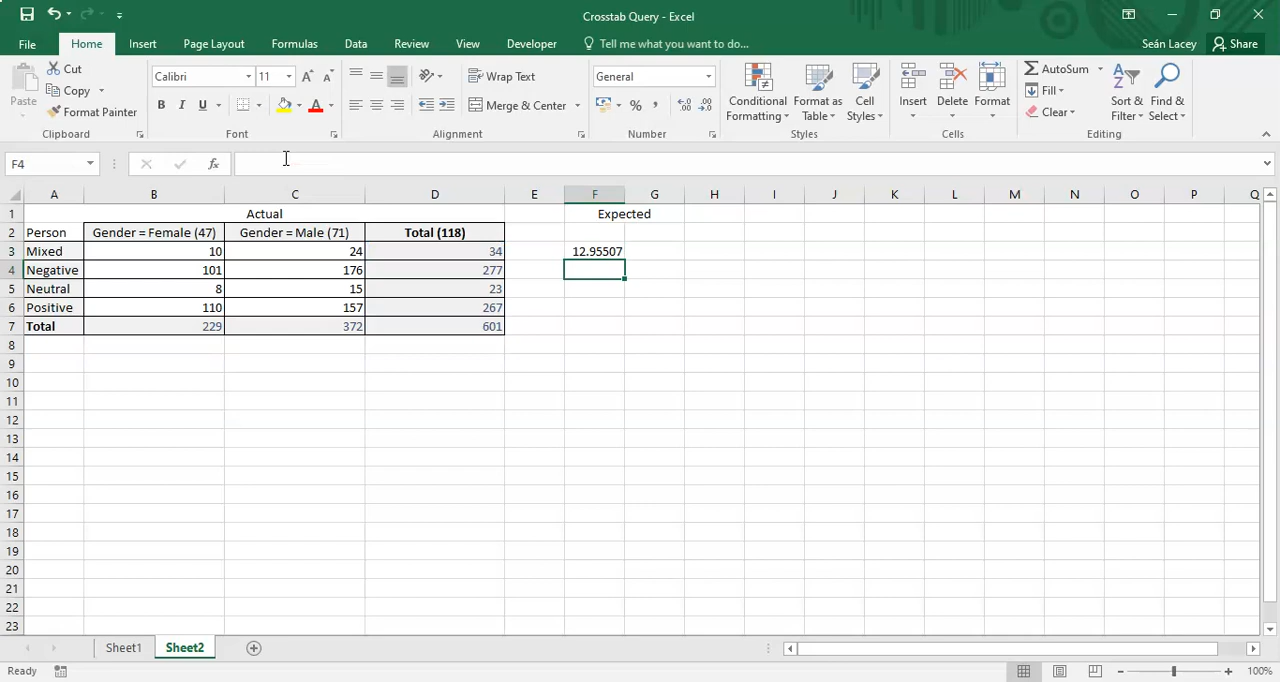 Crosstab Query - Excel
File Home Insert Page Layout Formulas Data Review View Developer Tell me what you want to do... Seán Lacey Share
Paste Cut Copy Format Painter
Calibri 11 B I U A
Wrap Text Merge & Center
General % ,
Conditional Formatting Format as Table Cell Styles
Insert Delete Format
AutoSum Fill Clear Sort & Filter Find & Select
Clipboard Font Alignment Number Styles Cells Editing
F4 fx
A B C D E F G H I J K L M N O P Q
1 Actual Expected
2 Person Gender = Female (47) Gender = Male (71) Total (118)
3 Mixed 10 24 34 12.95507
4 Negative 101 176 277
5 Neutral 8 15 23
6 Positive 110 157 267
7 Total 229 372 601
8
9
10
11
12
13
14
15
16
17
18
19
20
21
22
23
Sheet1 Sheet2
Ready 100%